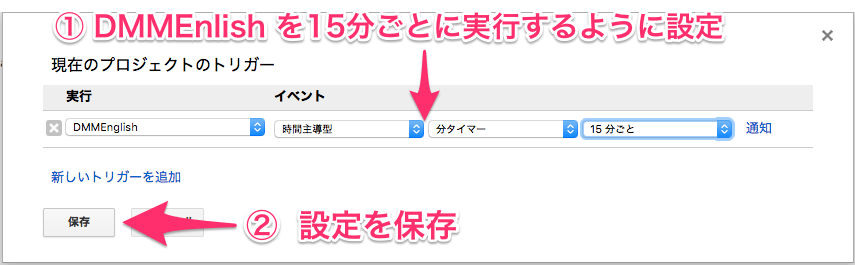 ① DMMEnlish を15分ごとに実行するように設定
現在のプロジェクトのトリガー
実行 イベント
DMMEnglish 時間主導型 分タイマー 15 分ごと 通知
新しいトリガーを追加
保存
② 設定を保存